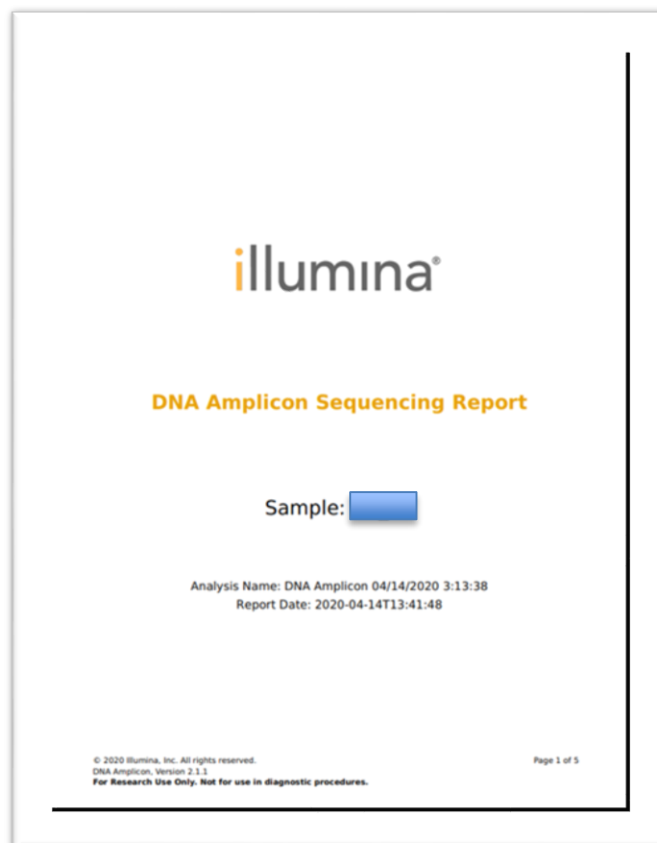 illumina®
DNA Amplicon Sequencing Report
Sample:
Analysis Name: DNA Amplicon 04/14/2020 3:13:38
Report Date: 2020-04-14T13:41:48
© 2020 Illumina, Inc. All rights reserved. Page 1 of 5
DNA Amplicon, Version 2.1.1
For Research Use Only. Not for use in diagnostic procedures.